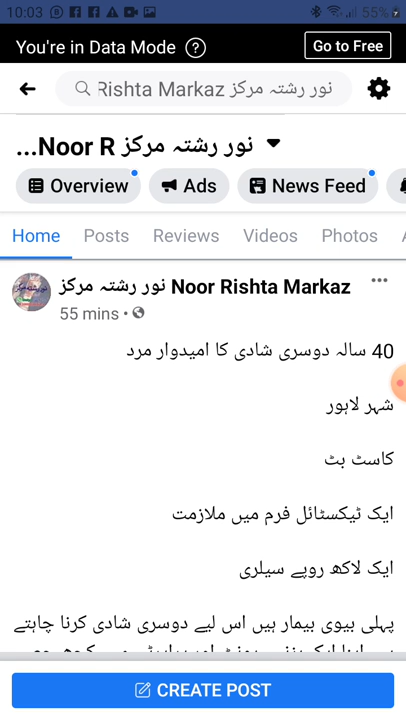 10:03
55%
You're in Data Mode
Go to Free
نور رشتہ مرکز Rishta Markaz
نور رشتہ مرکز Noor R...
Overview
Ads
News Feed
Home
Posts
Reviews
Videos
Photos
نور رشتہ مرکز Noor Rishta Markaz
55 mins
40 سالہ دوسری شادی کا امیدوار مرد
شہر لاہور
کاسٹ بٹ
ایک ٹیکسٹائل فرم میں ملازمت
ایک لاکھ روپے سیلری
پہلی بیوی بیمار ہیں اس لیے دوسری شادی کرنا چاہتے
CREATE POST